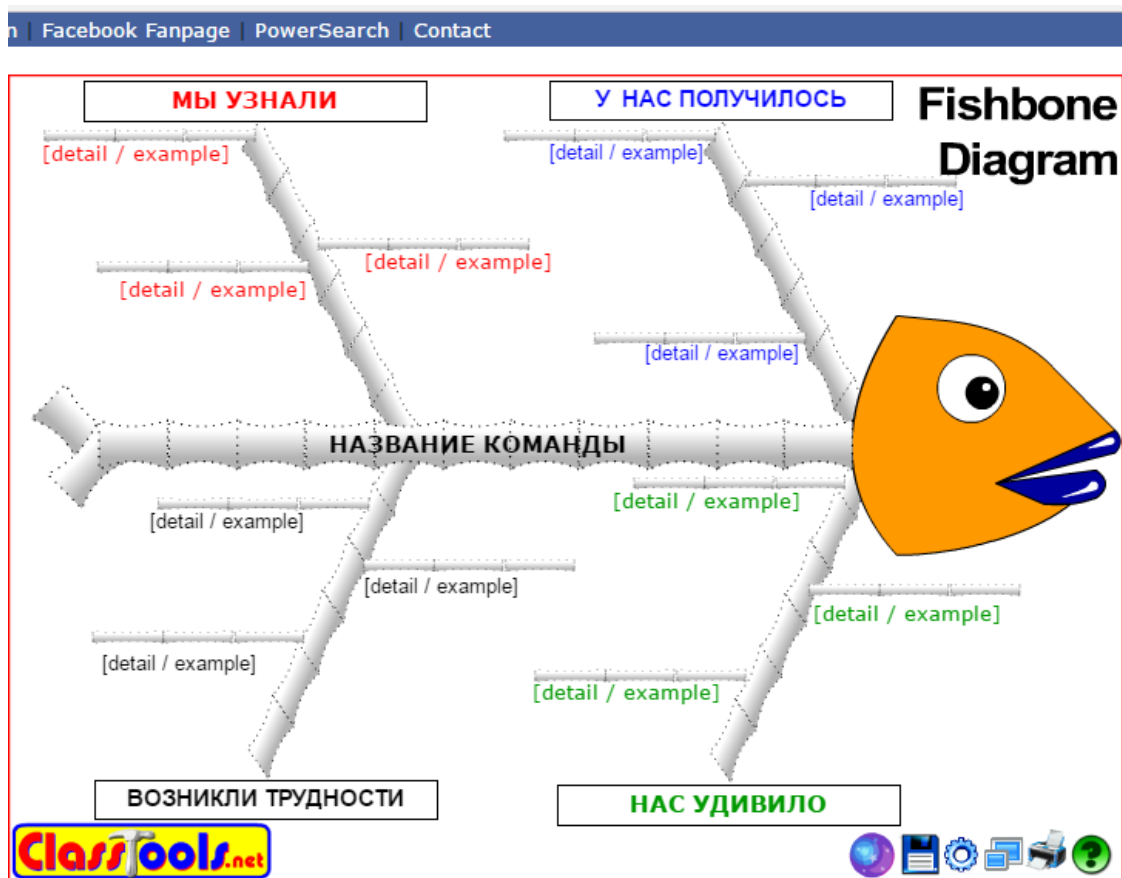 n | Facebook Fanpage | PowerSearch | Contact
МЫ УЗНАЛИ
У НАС ПОЛУЧИЛОСЬ
Fishbone
Diagram
[detail / example]
[detail / example]
[detail / example]
[detail / example]
[detail / example]
[detail / example]
НАЗВАНИЕ КОМАНДЫ
[detail / example]
[detail / example]
[detail / example]
[detail / example]
[detail / example]
[detail / example]
ВОЗНИКЛИ ТРУДНОСТИ
НАС УДИВИЛО
ClassTools.net
?